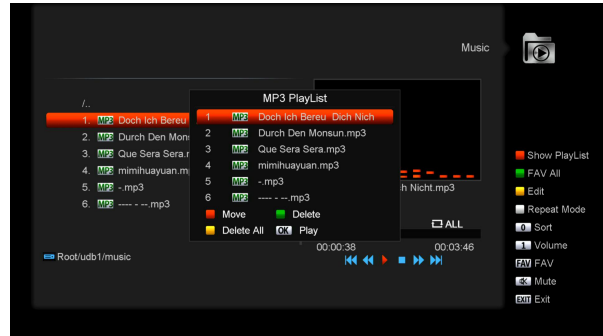 Music
/..
1. MP3 Doch Ich Bereu
2. MP3 Durch Den Mon
3. MP3 Que Sera Sera.r
4. MP3 mimihuayuan.m
5. MP3 -.mp3
6. MP3 ---- - --.mp3
MP3 PlayList
1 MP3 Doch Ich Bereu Dich Nich
2 MP3 Durch Den Monsun.mp3
3 MP3 Que Sera Sera.mp3
4 MP3 mimihuayuan.mp3
5 MP3 -.mp3
6 MP3 ---- - --.mp3
Move Delete
Delete All OK Play
h Nicht.mp3
ALL
00:00:38 00:03:46
Root/udb1/music
Show PlayList
FAV All
Edit
Repeat Mode
0 Sort
1 Volume
FAV FAV
Mute
EXIT Exit